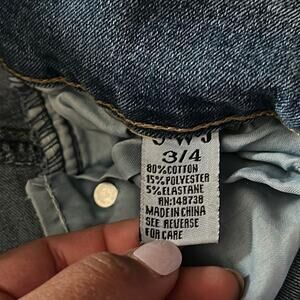 3/4
80%COTTON
15%POLYESTER
5%ELASTANE
RN:148738
MADE IN CHINA
SEE REVERSE
FOR CARE